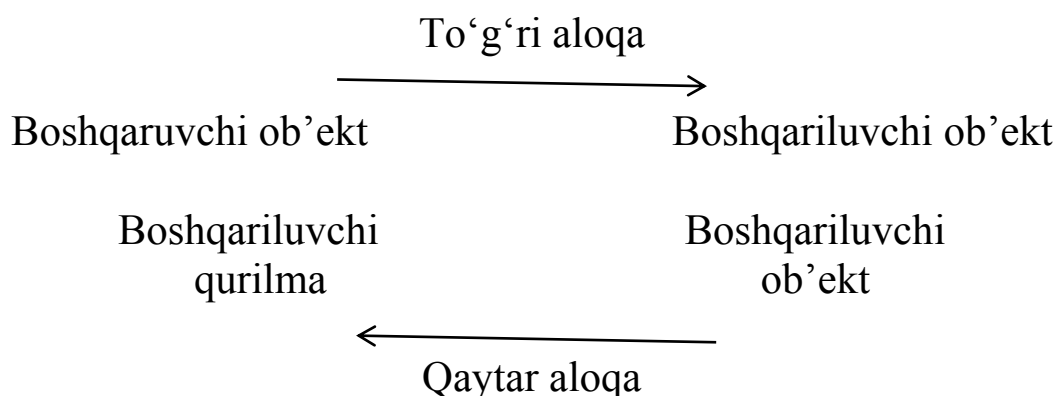 To‘g‘ri aloqa
Boshqaruvchi ob’ekt Boshqariluvchi ob’ekt
Boshqariluvchi Boshqariluvchi
qurilma ob’ekt
Qaytar aloqa